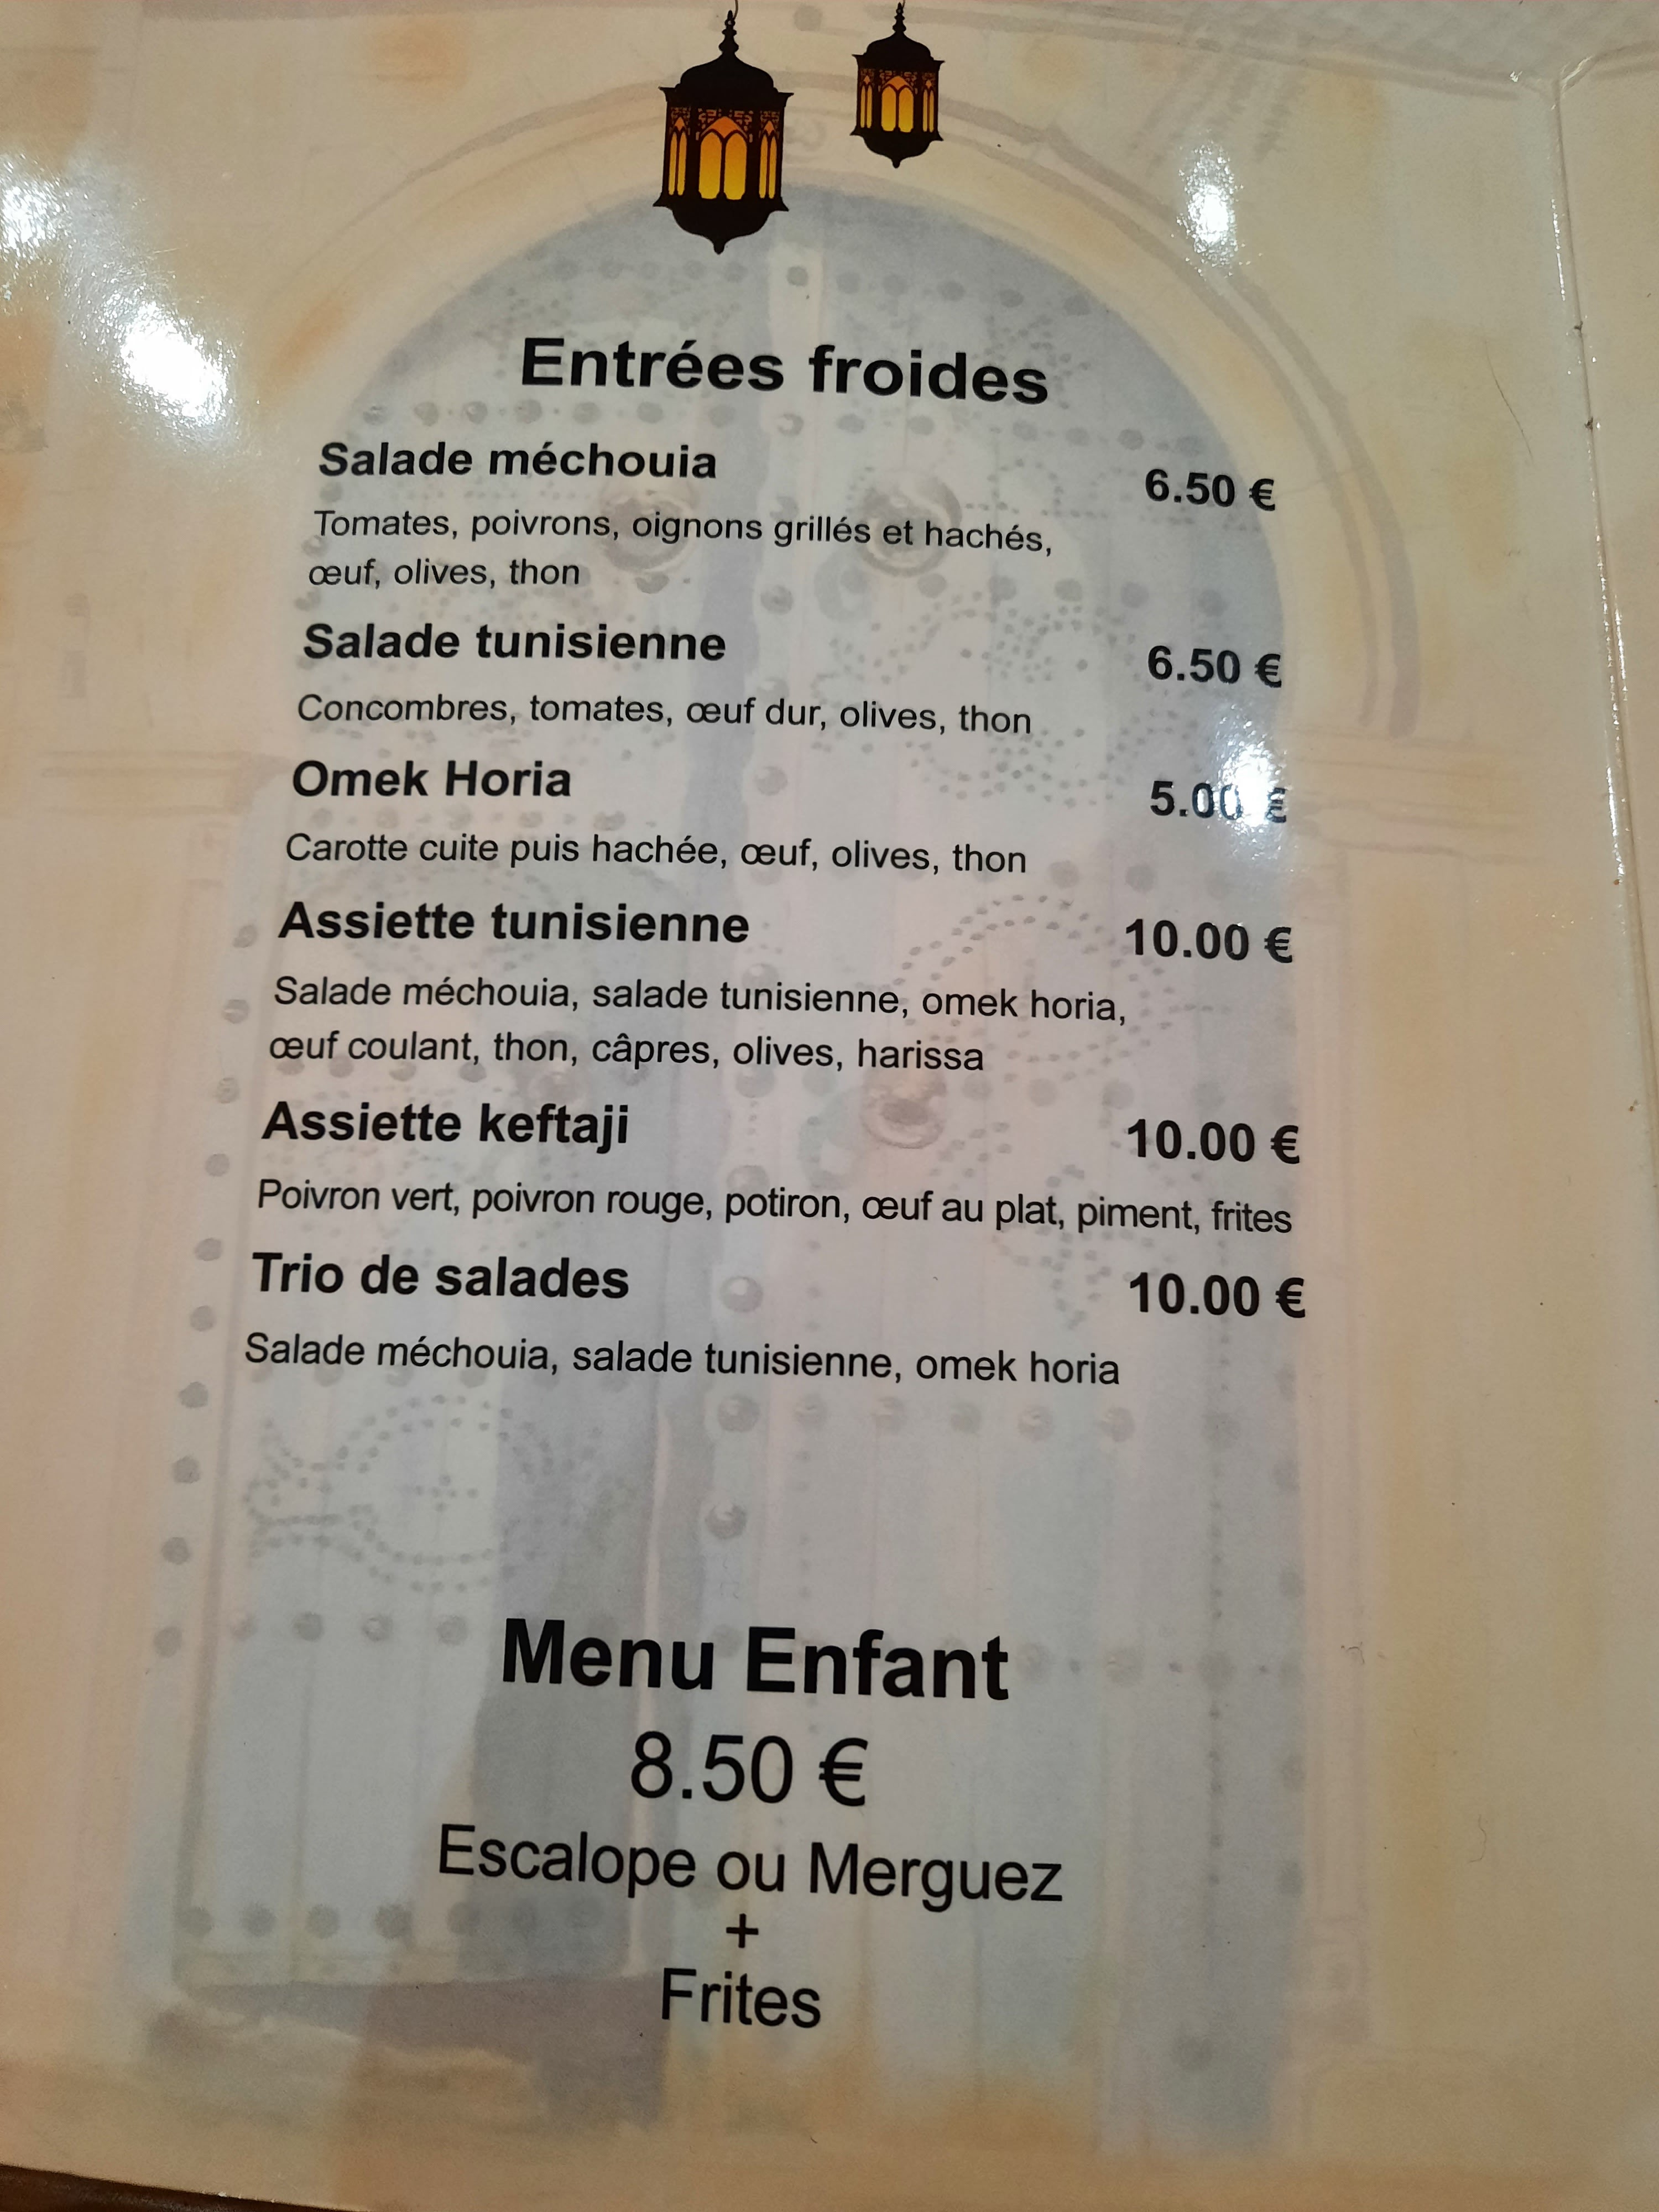 Entrées froides
Salade méchouia 6.50 €
Tomates, poivrons, oignons grillés et hachés,
œuf, olives, thon
Salade tunisienne 6.50 €
Concombres, tomates, œuf dur, olives, thon
Omek Horia 5.00 €
Carotte cuite puis hachée, œuf, olives, thon
Assiette tunisienne 10.00 €
Salade méchouia, salade tunisienne, omek horia,
œuf coulant, thon, câpres, olives, harissa
Assiette keftaji 10.00 €
Poivron vert, poivron rouge, potiron, œuf au plat, piment, frites
Trio de salades 10.00 €
Salade méchouia, salade tunisienne, omek horia
Menu Enfant
8.50 €
Escalope ou Merguez
+
Frites